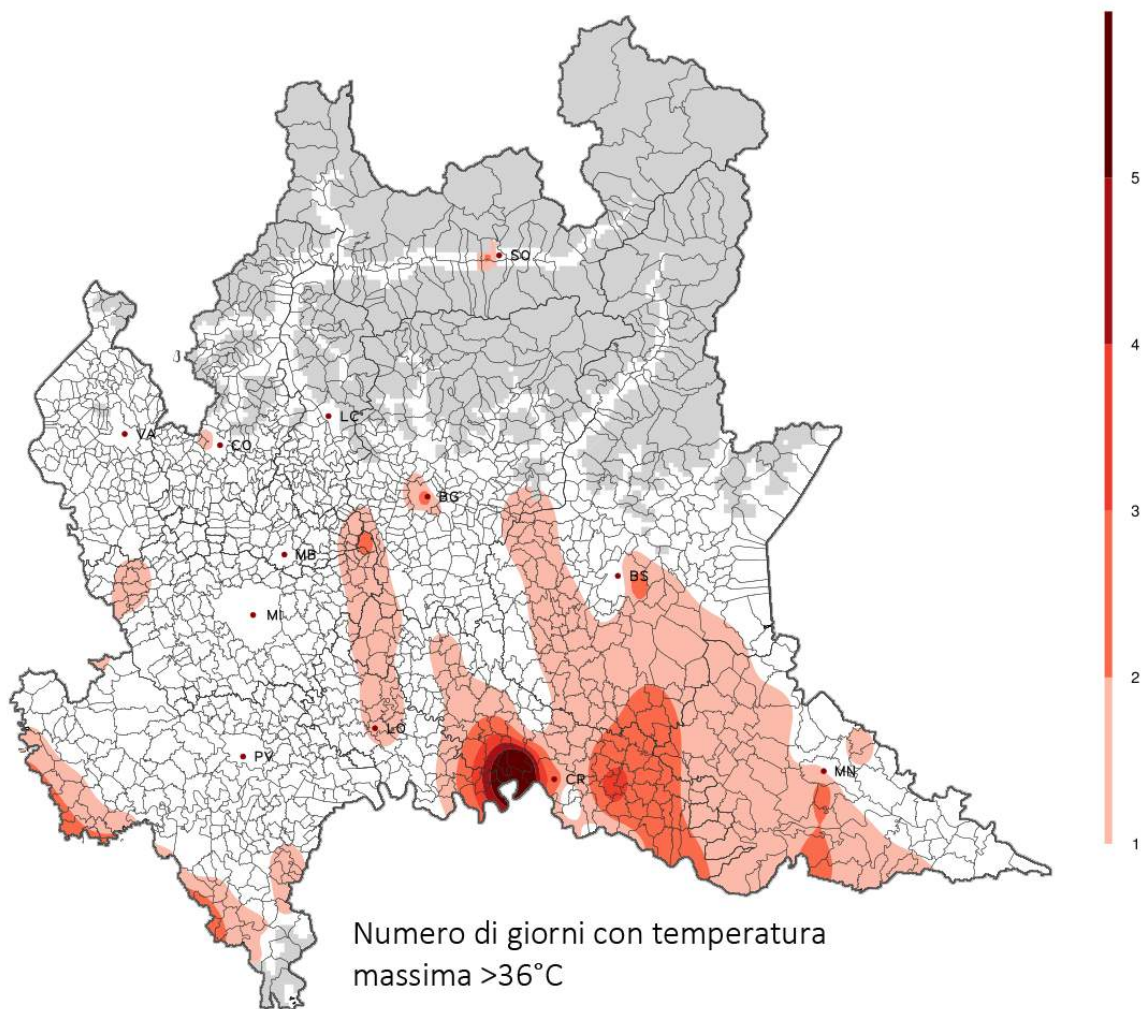 5
SO
4
LC
VA
CO
BG
3
MB
BS
MI
2
LO
PV
MN
CR
1
Numero di giorni con temperatura
massima >36°C